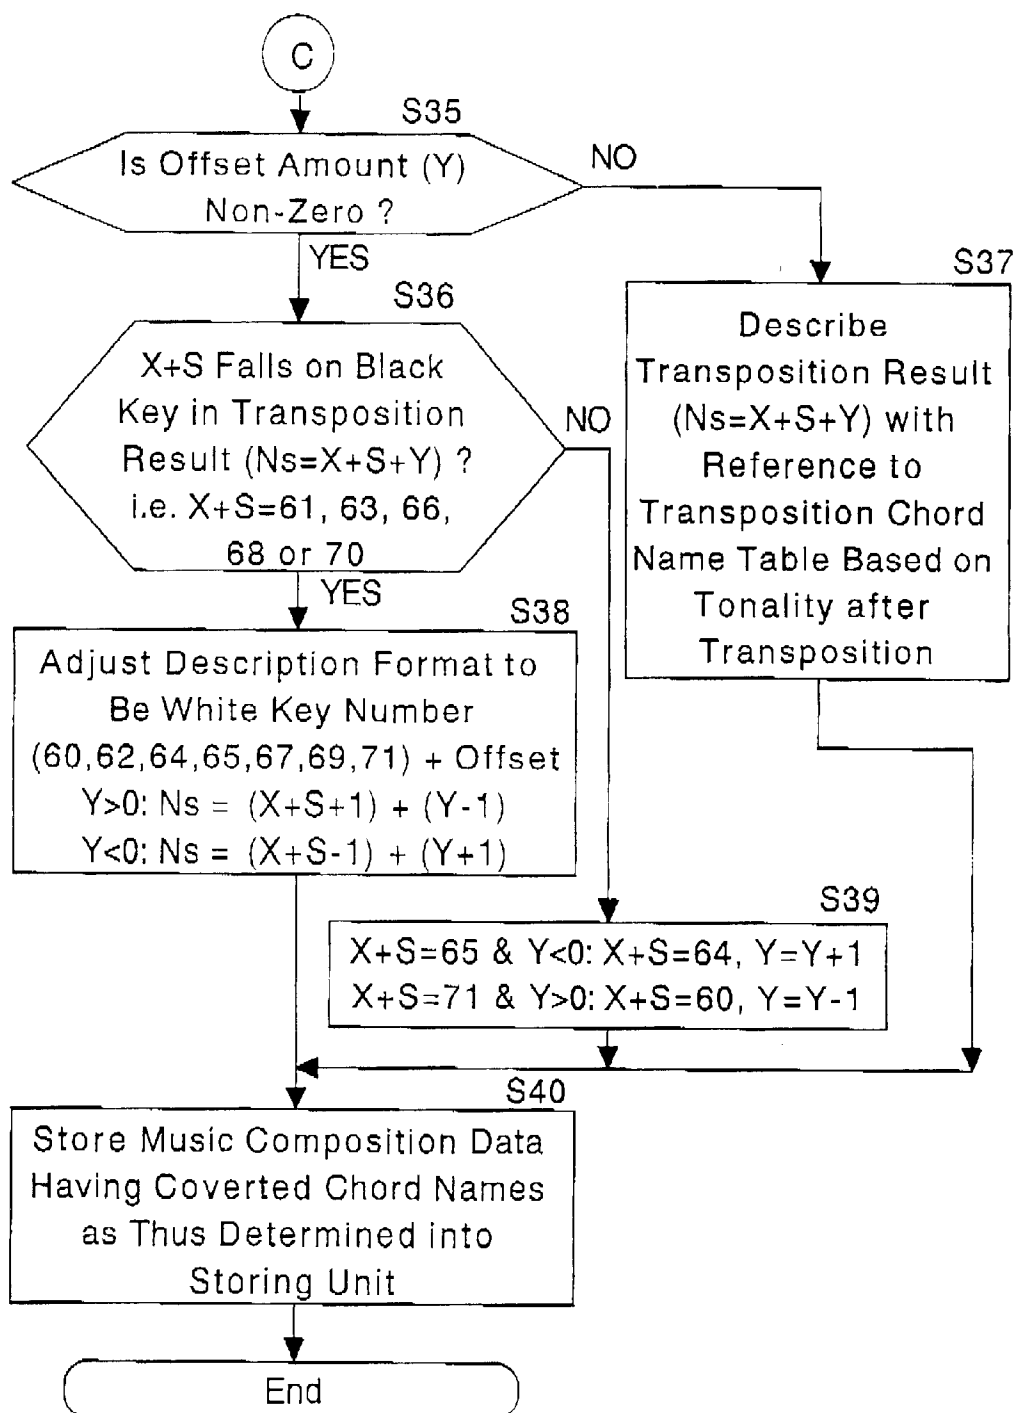 C
S35
Is Offset Amount (Y)
Non-Zero ?
NO
YES
S36
X+S Falls on Black
Key in Transposition
Result (Ns=X+S+Y) ?
i.e. X+S=61, 63, 66,
68 or 70
NO
YES
S37
Describe
Transposition Result
(Ns=X+S+Y) with
Reference to
Transposition Chord
Name Table Based on
Tonality after
Transposition
S38
Adjust Description Format to
Be White Key Number
(60,62,64,65,67,69,71) + Offset
Y>0: Ns = (X+S+1) + (Y-1)
Y<0: Ns = (X+S-1) + (Y+1)
S39
X+S=65 & Y<0: X+S=64, Y=Y+1
X+S=71 & Y>0: X+S=60, Y=Y-1
S40
Store Music Composition Data
Having Coverted Chord Names
as Thus Determined into
Storing Unit
End